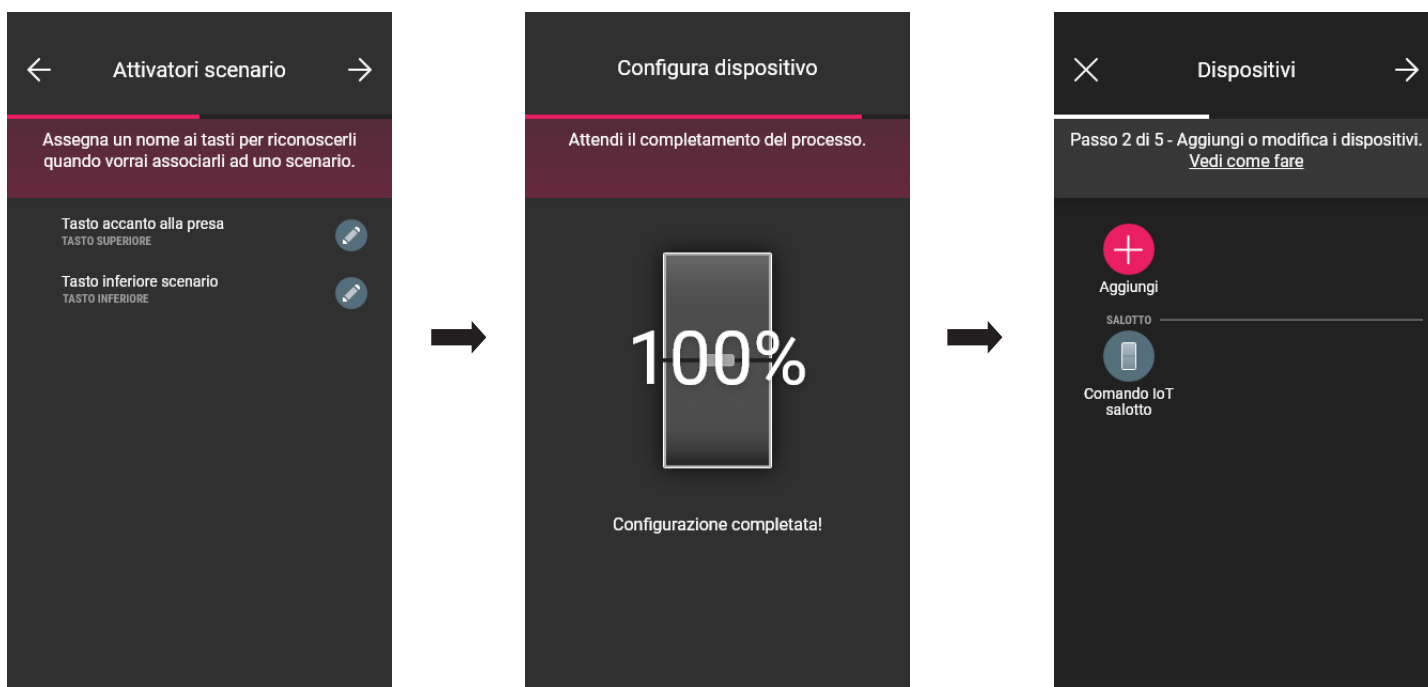 Attivatori scenario
Assegna un nome ai tasti per riconoscerli
quando vorrai associarli ad uno scenario.
Tasto accanto alla presa
TASTO SUPERIORE
Tasto inferiore scenario
TASTO INFERIORE
Configura dispositivo
Attendi il completamento del processo.
100%
Configurazione completata!
Dispositivi
Passo 2 di 5 - Aggiungi o modifica i dispositivi.
Vedi come fare
Aggiungi
SALOTTO
Comando IoT
salotto